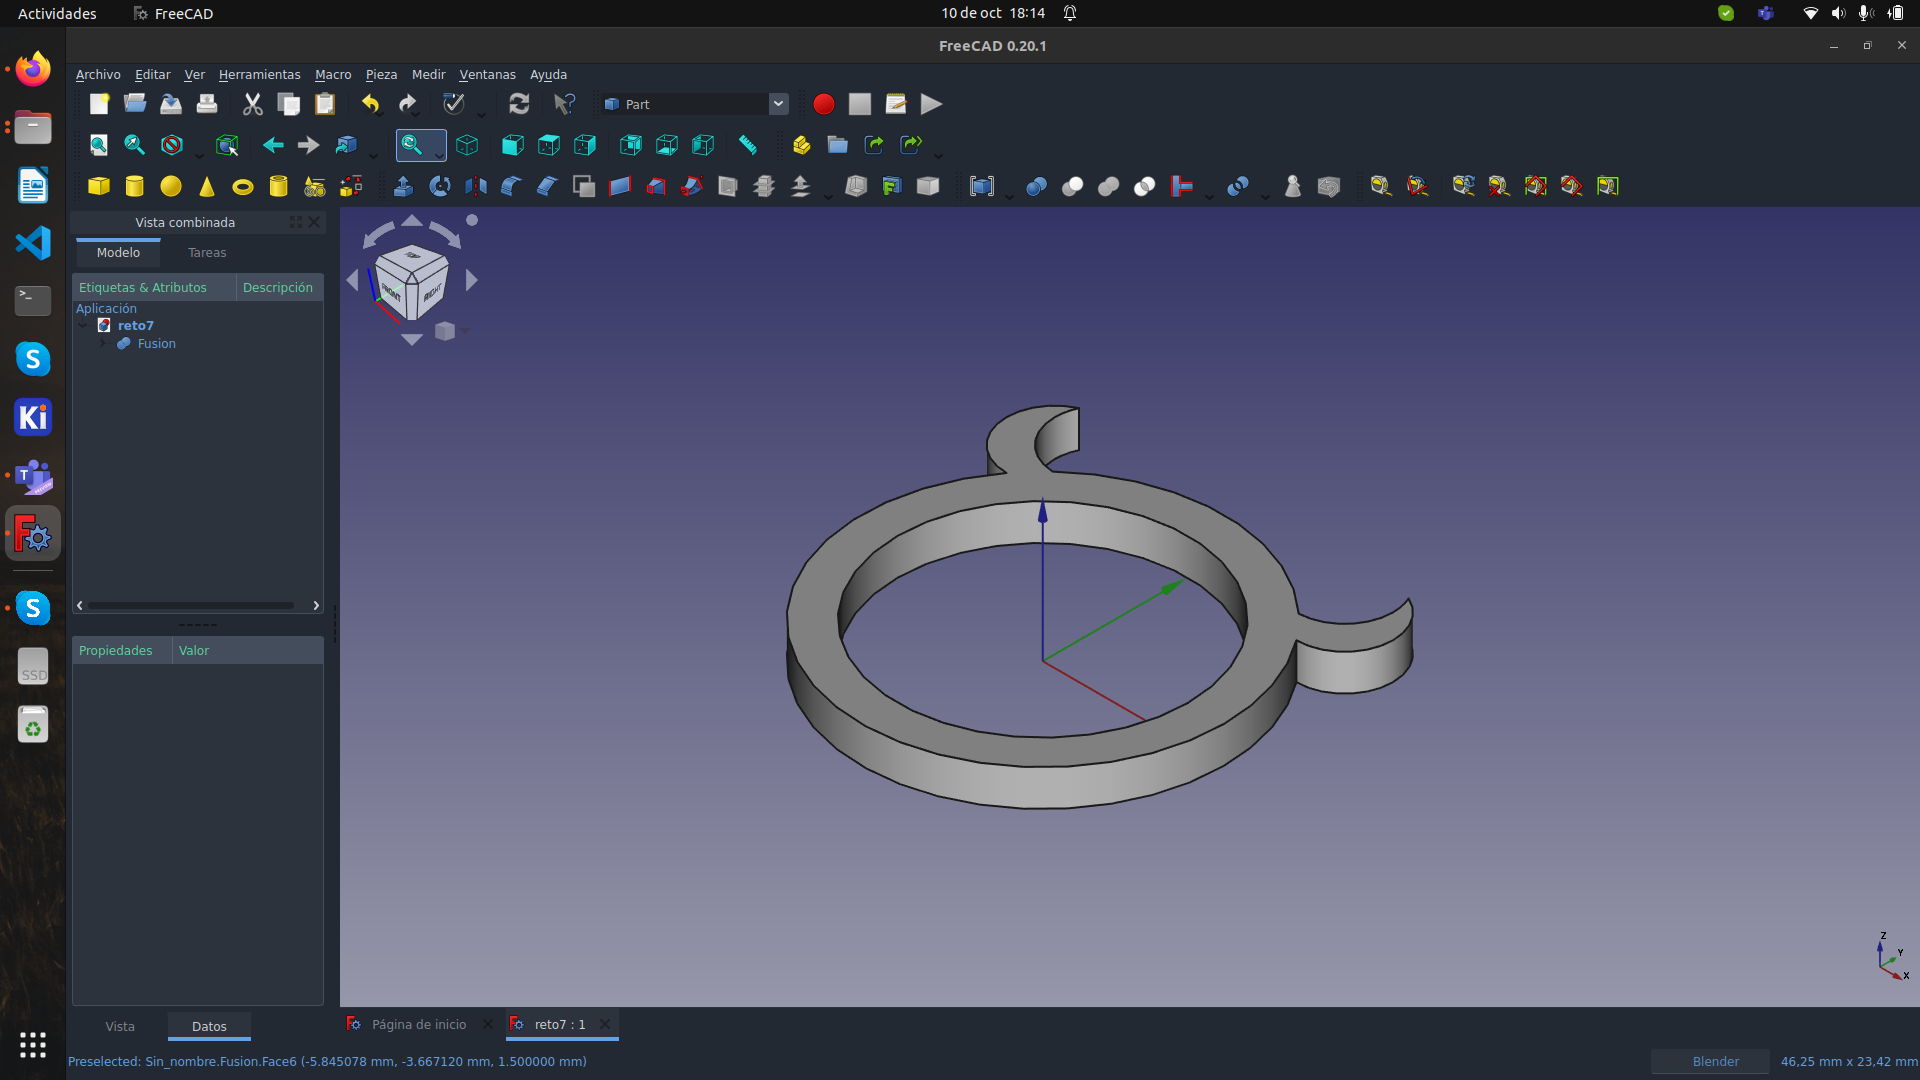 Actividades FreeCAD 10 de oct 18:14
FreeCAD 0.20.1
Archivo Editar Ver Herramientas Macro Pieza Medir Ventanas Ayuda
Part
Vista combinada
Modelo Tareas
Etiquetas & Atributos Descripción
Aplicación
reto7
Fusion
TOP
FRONT RIGHT
Propiedades Valor
SSD
Z
Y
X
Vista Datos
Página de inicio reto7 : 1
Preselected: Sin_nombre.Fusion.Face6 (-5.845078 mm, -3.667120 mm, 1.500000 mm) Blender 46,25 mm x 23,42 mm